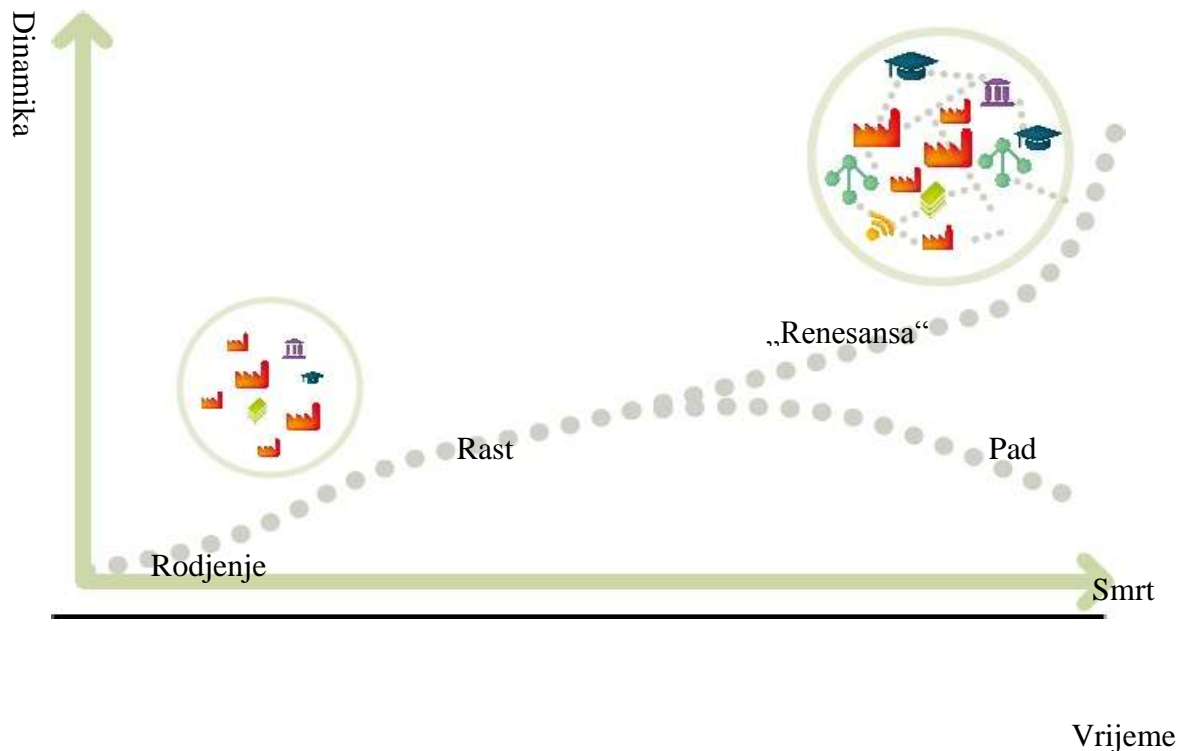 Dinamika
„Renesansa“
Rast
Pad
Rodjenje
Smrt
Vrijeme